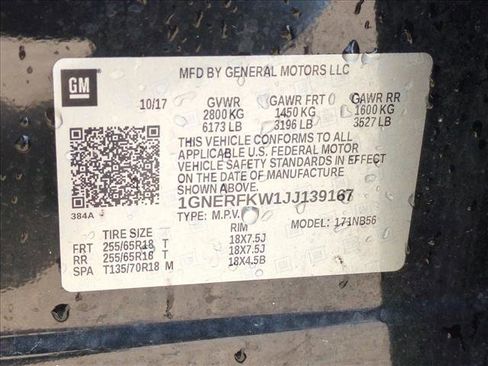 GM
MFD BY GENERAL MOTORS LLC
10/17 GVWR GAWR FRT GAWR RR
2800 KG 1450 KG 1600 KG
6173 LB 3196 LB 3527 LB
THIS VEHICLE CONFORMS TO ALL
APPLICABLE U.S. FEDERAL MOTOR
VEHICLE SAFETY STANDARDS IN EFFECT
ON THE DATE OF MANUFACTURE
SHOWN ABOVE.
1GNERFKW1JJ139167
384A
TYPE: M.P.V. MODEL: 171NB56
TIRE SIZE RIM
FRT 255/65R18 T 18X7.5J
RR 255/65R18 T 18X7.5J
SPA T135/70R18 M 18X4.5B